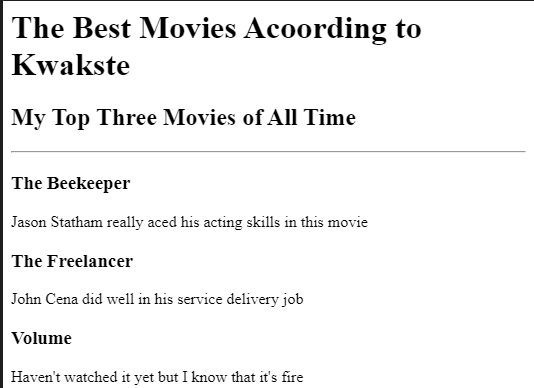 The Best Movies Acoording to
Kwakste
My Top Three Movies of All Time
The Beekeeper
Jason Statham really aced his acting skills in this movie
The Freelancer
John Cena did well in his service delivery job
Volume
Haven't watched it yet but I know that it's fire